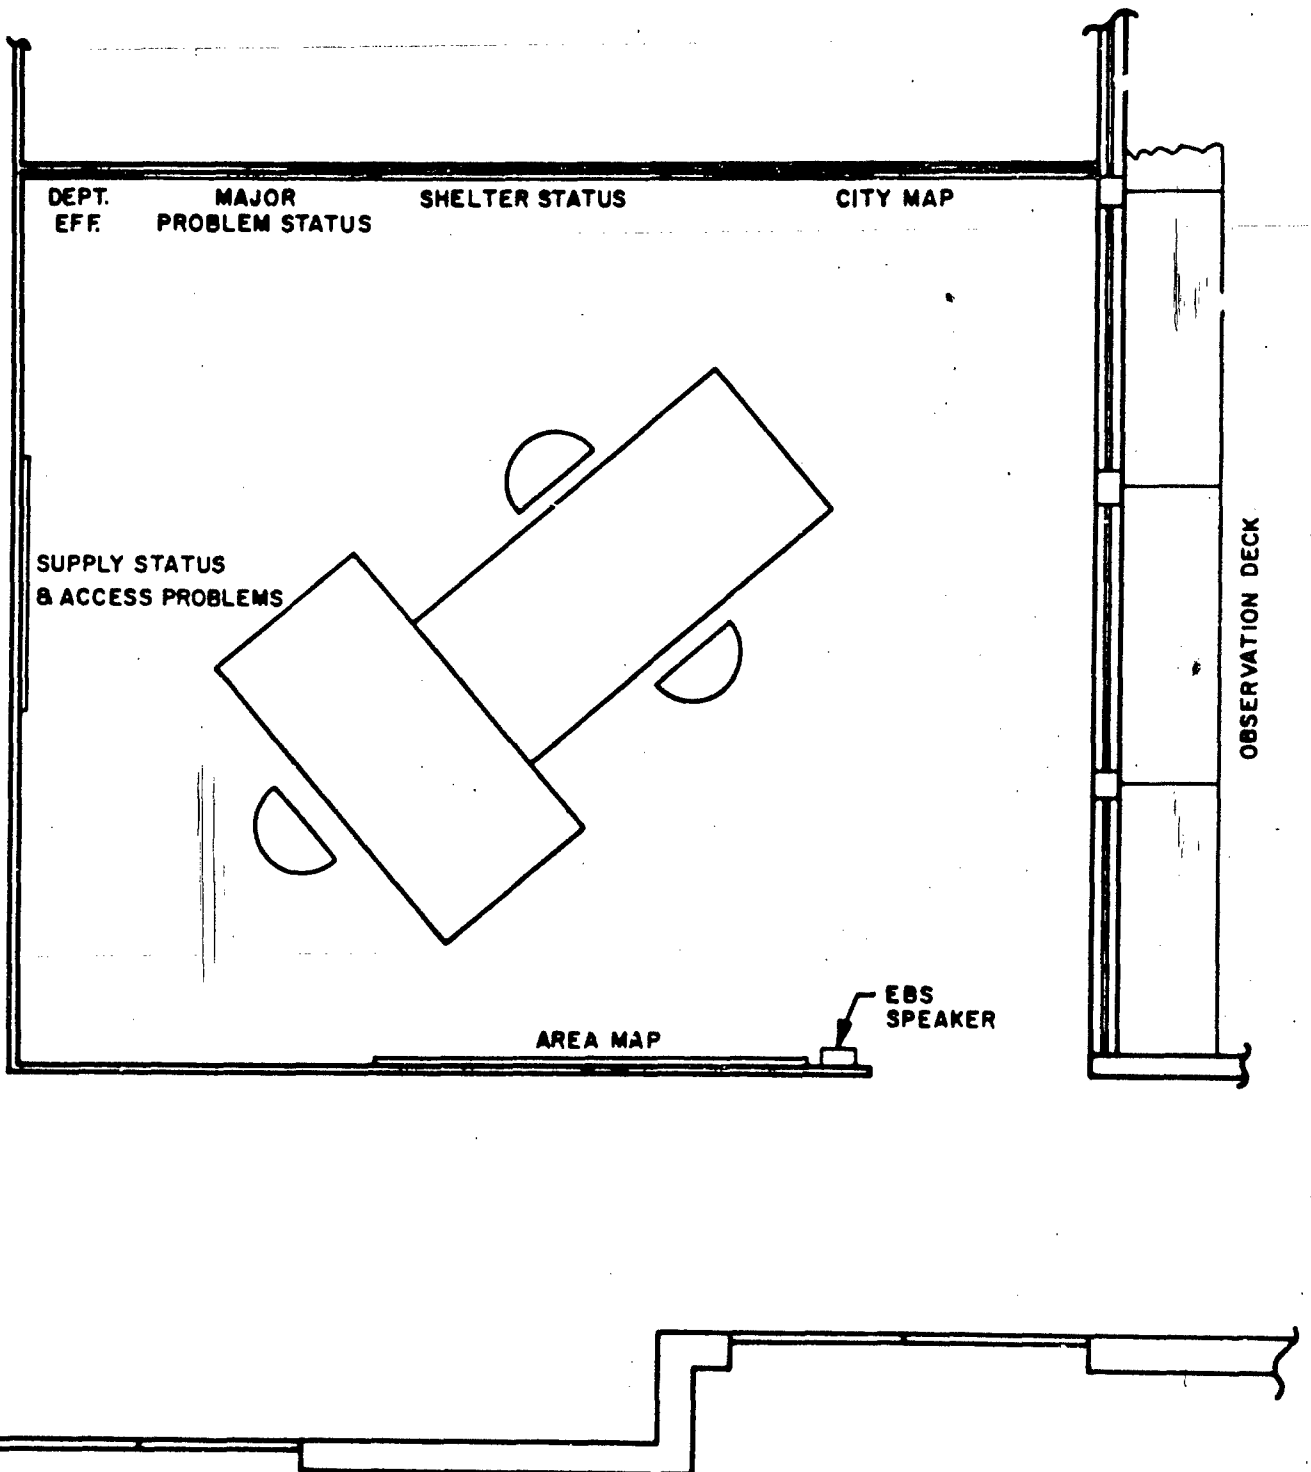 DEPT.
EFF.
MAJOR
PROBLEM STATUS
SHELTER STATUS
CITY MAP
SUPPLY STATUS
& ACCESS PROBLEMS
OBSERVATION DECK
EBS
SPEAKER
AREA MAP